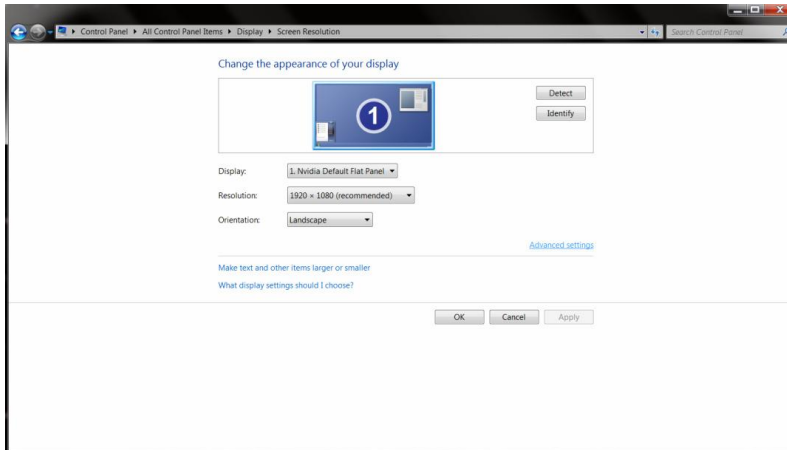 Control Panel ▸ All Control Panel Items ▸ Display ▸ Screen Resolution
Search Control Panel
Change the appearance of your display
1
Detect
Identify
Display: 1. Nvidia Default Flat Panel
Resolution: 1920 × 1080 (recommended)
Orientation: Landscape
Advanced settings
Make text and other items larger or smaller
What display settings should I choose?
OK Cancel Apply